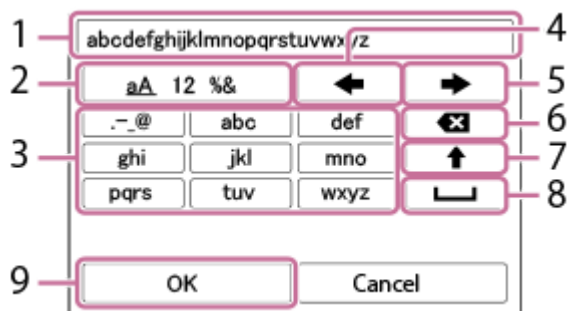 1 abcdefghijklmnopqrstuvwxyz 4
2 aA 12 %& 5
.-_@ abc def 6
3 ghi jkl mno 7
pqrs tuv wxyz 8
9 OK Cancel